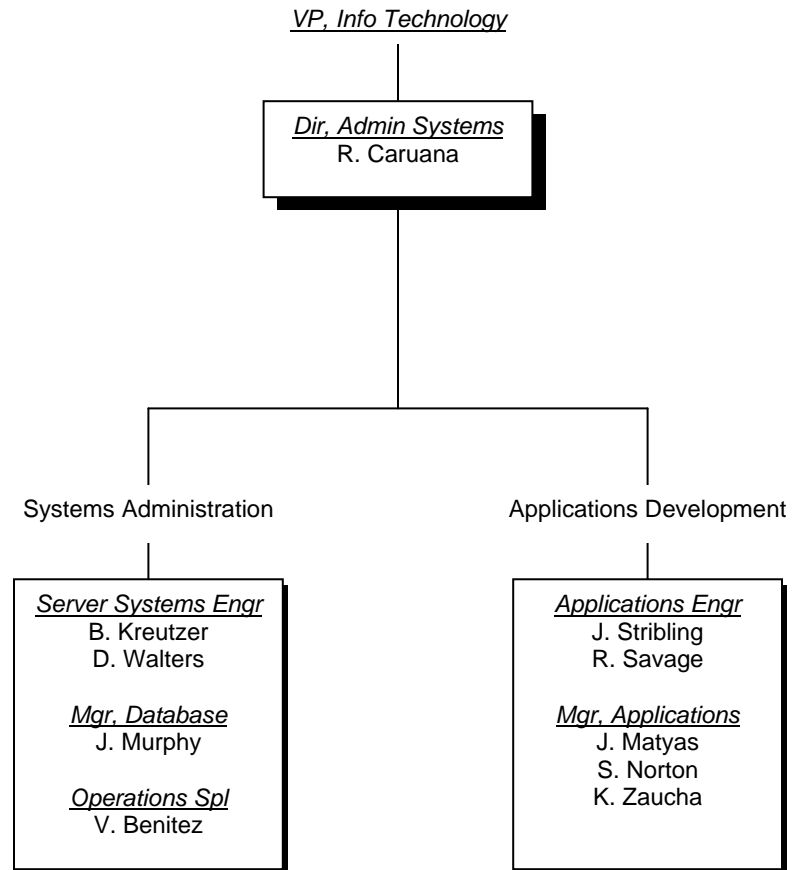 VP, Info Technology
Dir, Admin Systems
R. Caruana
Systems Administration
Server Systems Engr
B. Kreutzer
D. Walters
Mgr, Database
J. Murphy
Operations Spl
V. Benitez
Applications Development
Applications Engr
J. Stribling
R. Savage
Mgr, Applications
J. Matyas
S. Norton
K. Zaucha